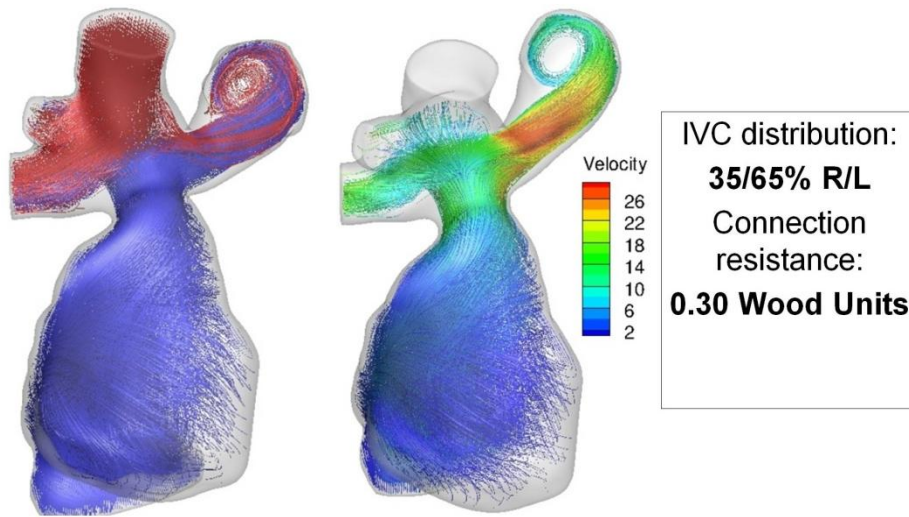 Velocity
26
22
18
14
10
6
2
IVC distribution:
35/65% R/L
Connection
resistance:
0.30 Wood Units